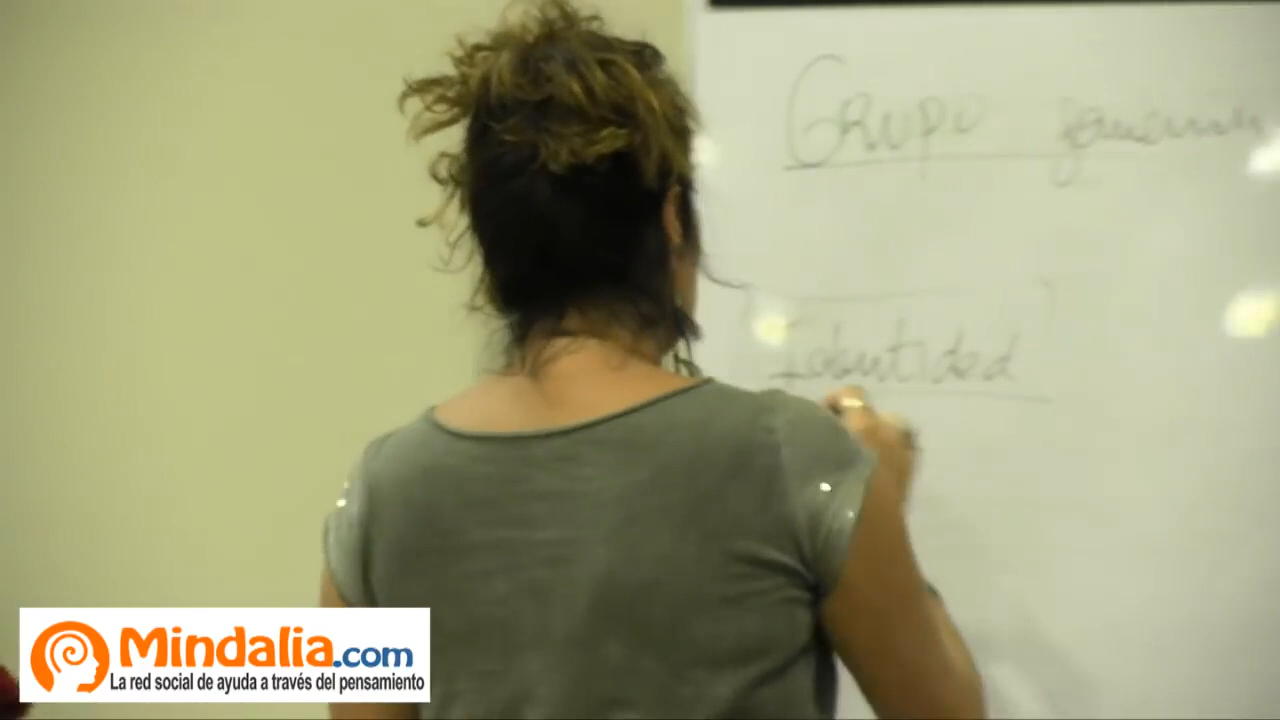 Grupo
Identidad
Mindalia.com
La red social de ayuda a través del pensamiento